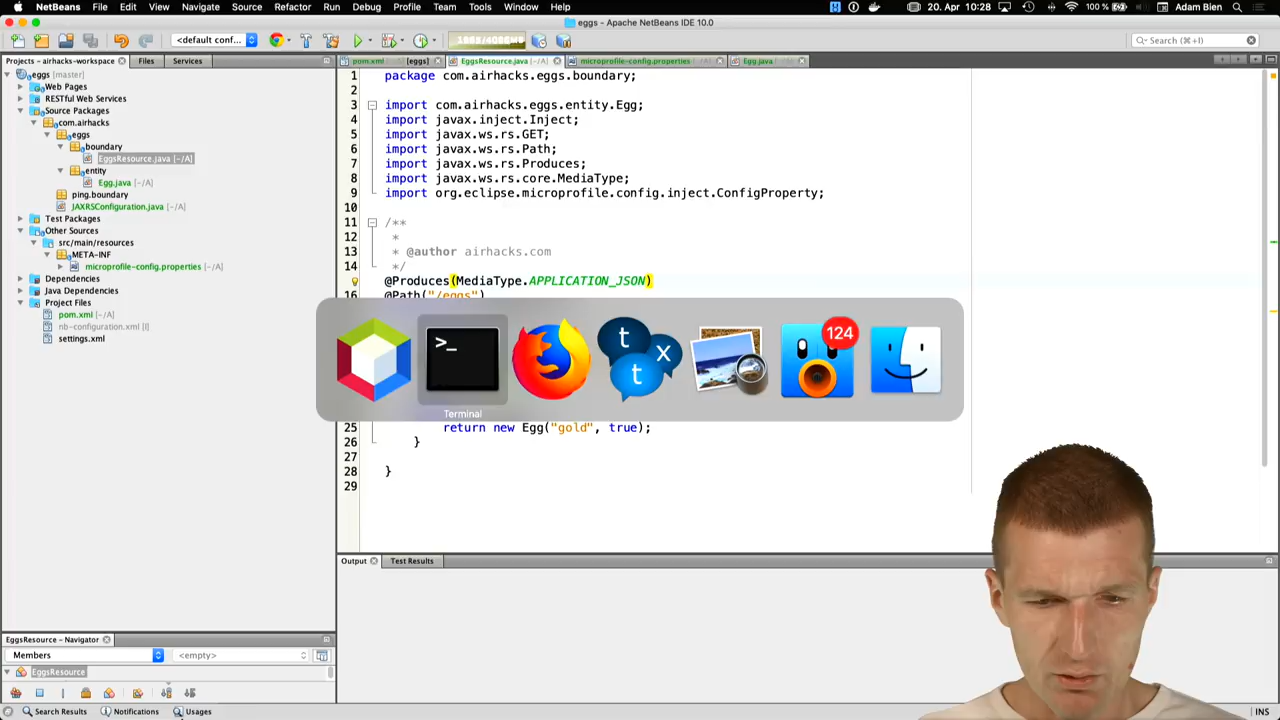 NetBeans File Edit View Navigate Source Refactor Run Debug Profile Team Tools Window Help 100 % 20. Apr 10:28 Adam Bien
eggs - Apache NetBeans IDE 10.0
<default conf... Search (⌘+I)
Projects - airhacks-workspace Files Services
eggs [master]
Web Pages
RESTful Web Services
Source Packages
com.airhacks
eggs
boundary
EggsResource.java [-/A]
entity
Egg.java [-/A]
ping.boundary
JAXRSConfiguration.java [-/A]
Test Packages
Other Sources
src/main/resources
META-INF
microprofile-config.properties [-/A]
Dependencies
Java Dependencies
Project Files
pom.xml [-/A]
nb-configuration.xml [I]
settings.xml
pom.xml [eggs] EggsResource.java [-/A] microprofile-config.properties [-/A] Egg.java
1 package com.airhacks.eggs.boundary;
2
3 import com.airhacks.eggs.entity.Egg;
4 import javax.inject.Inject;
5 import javax.ws.rs.GET;
6 import javax.ws.rs.Path;
7 import javax.ws.rs.Produces;
8 import javax.ws.rs.core.MediaType;
9 import org.eclipse.microprofile.config.inject.ConfigProperty;
10
11 /**
12 *
13 * @author airhacks.com
14 */
@Produces(MediaType.APPLICATION_JSON)
16 @Path("/eggs")
>_
t x t
124
Terminal
25 return new Egg("gold", true);
26 }
27
28 }
29
Output Test Results
EggsResource - Navigator
Members <empty>
EggsResource
Search Results Notifications Usages INS